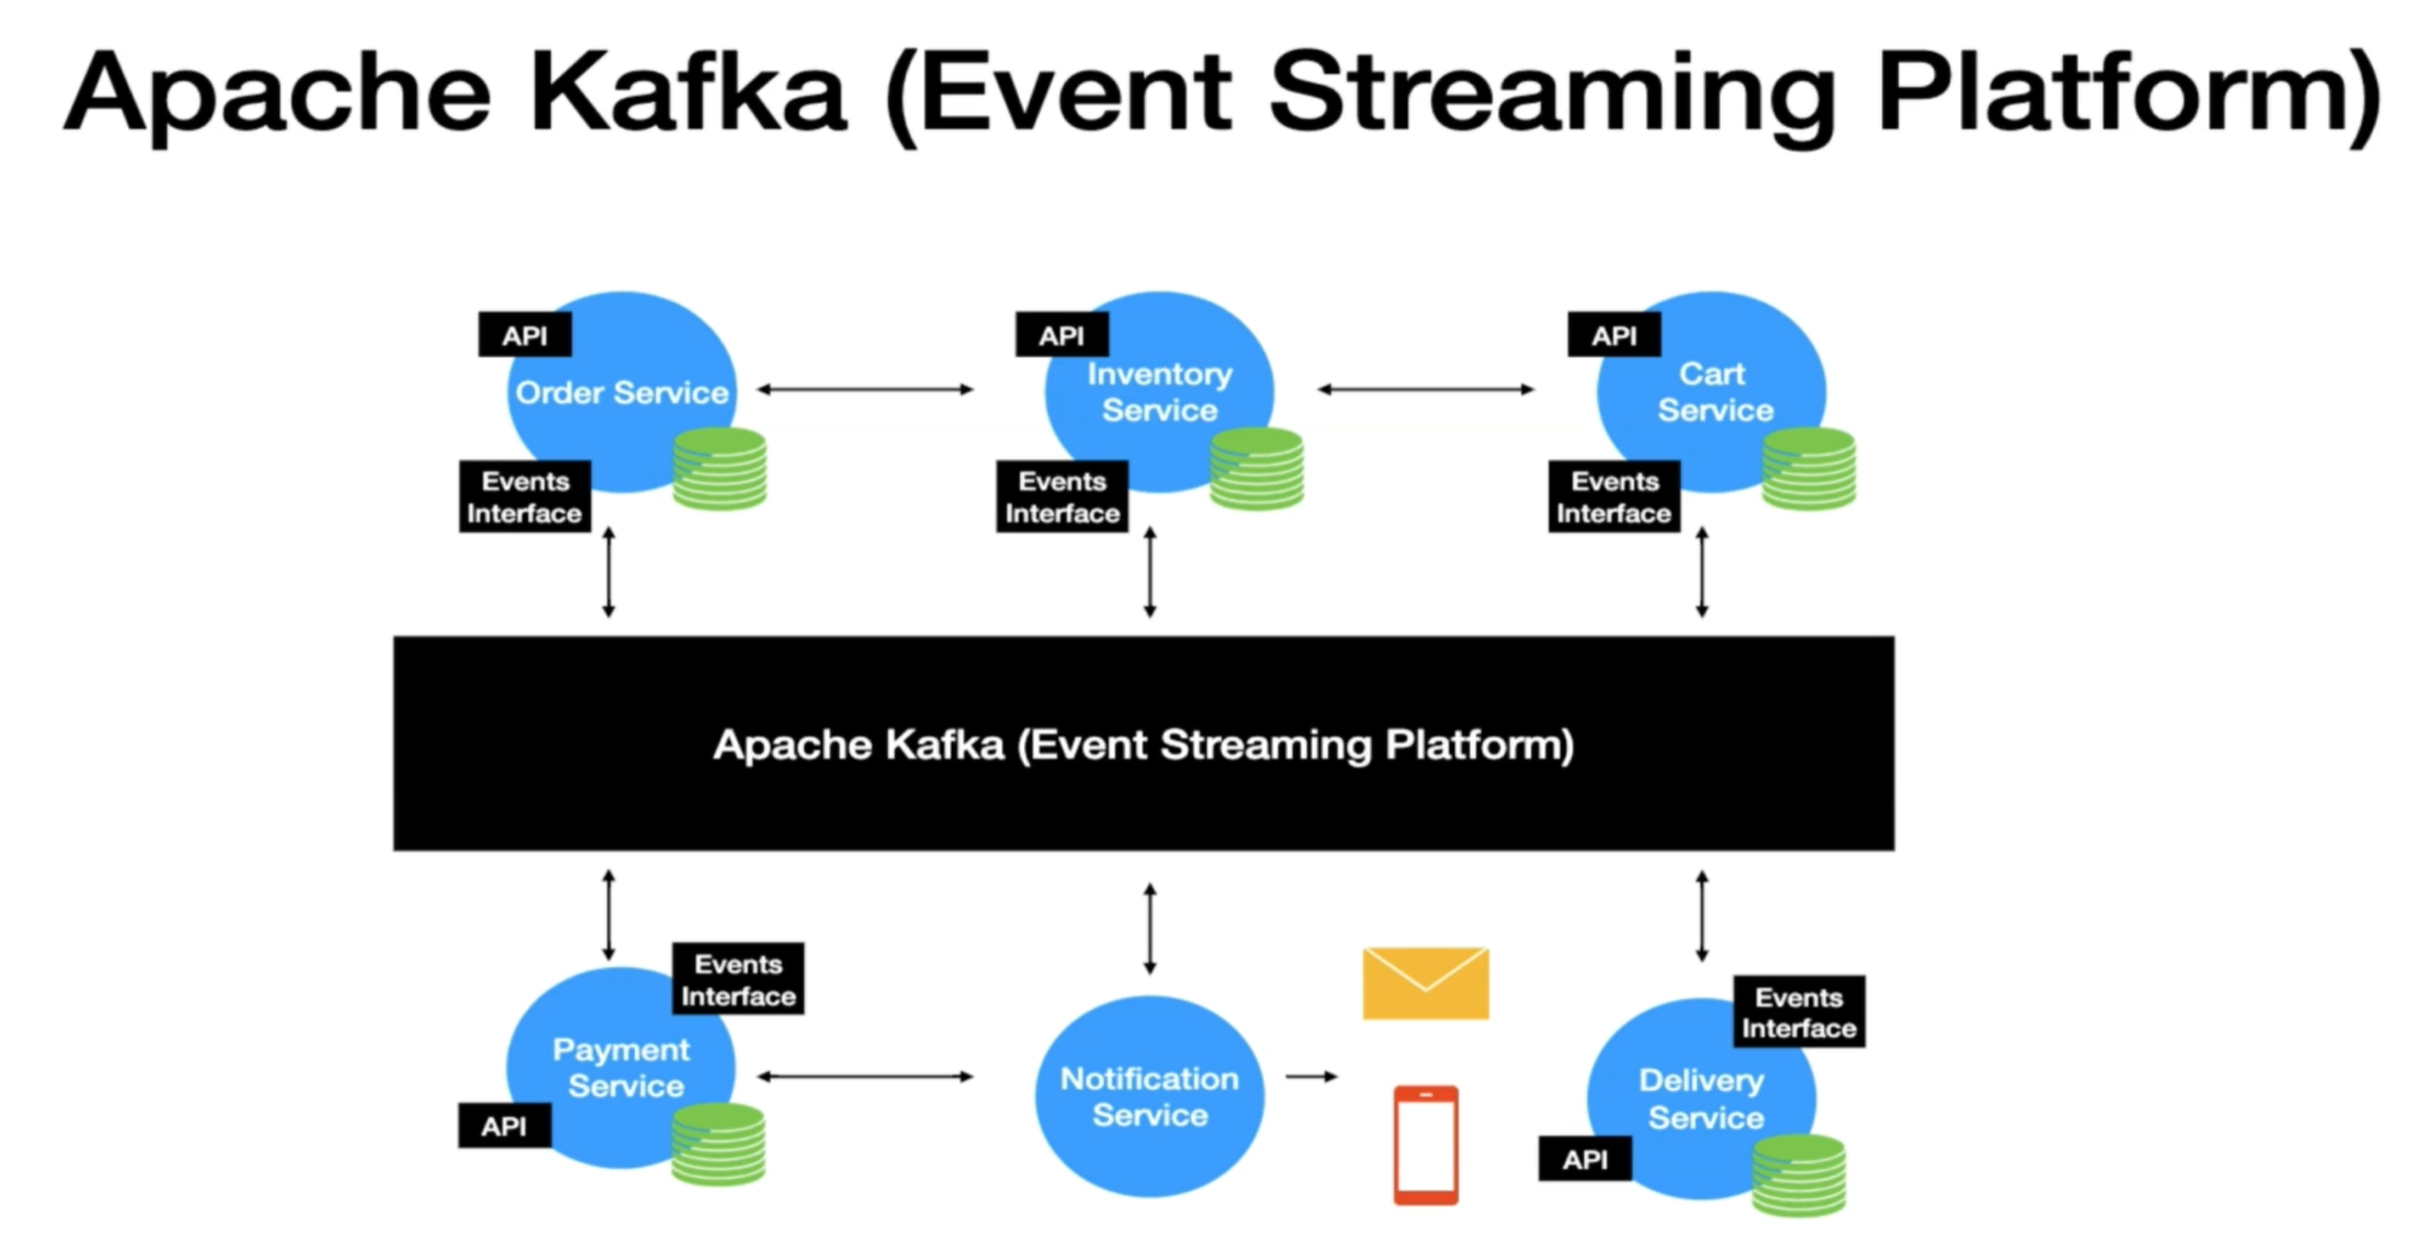 Apache Kafka (Event Streaming Platform)
API
Order Service
Events
Interface
API
Inventory
Service
Events
Interface
API
Cart
Service
Events
Interface
Apache Kafka (Event Streaming Platform)
Events
Interface
Payment
Service
API
Notification
Service
Events
Interface
Delivery
Service
API